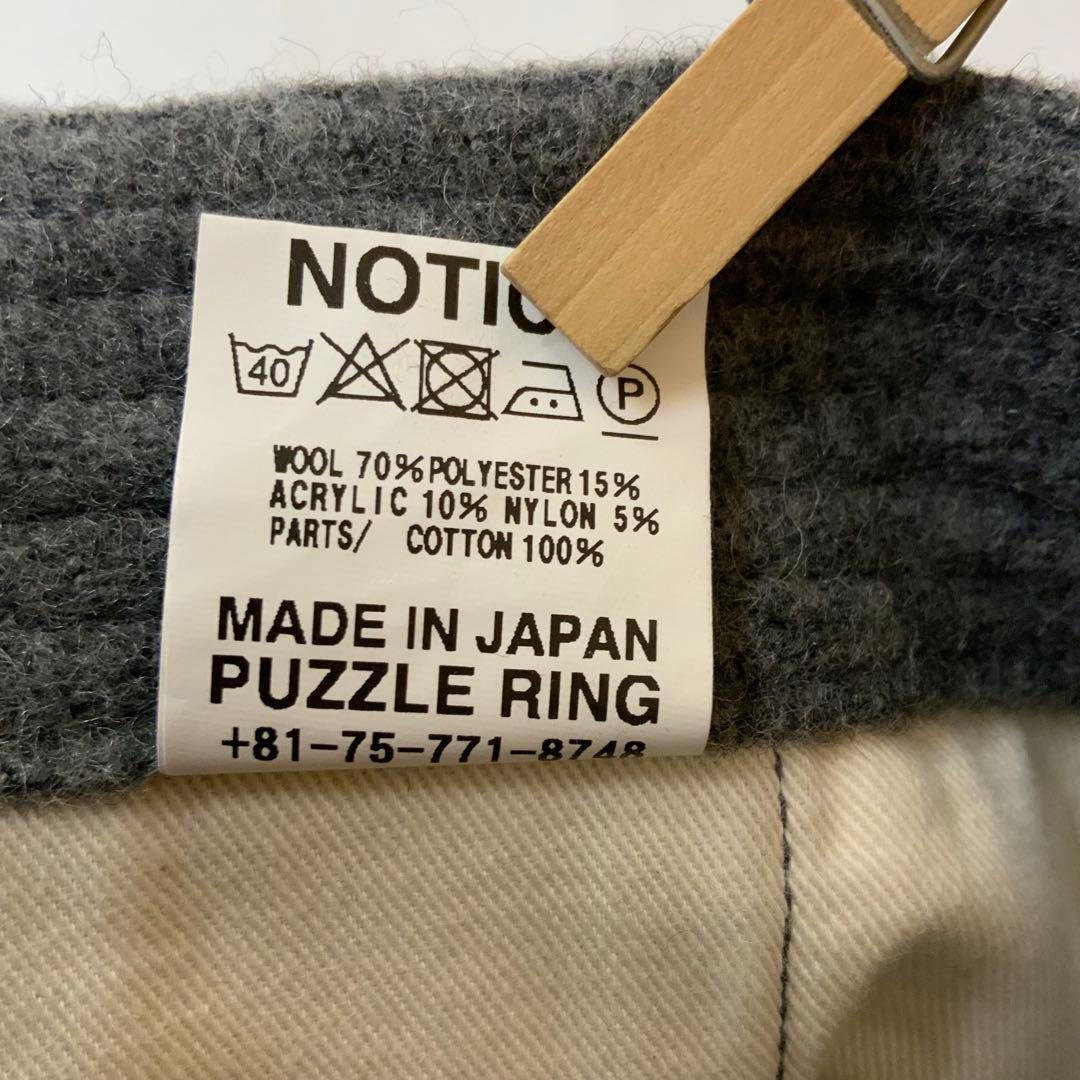 NOTIC
40
P
WOOL 70% POLYESTER 15%
ACRYLIC 10% NYLON 5%
PARTS/ COTTON 100%
MADE IN JAPAN
PUZZLE RING
+81-75-771-8748